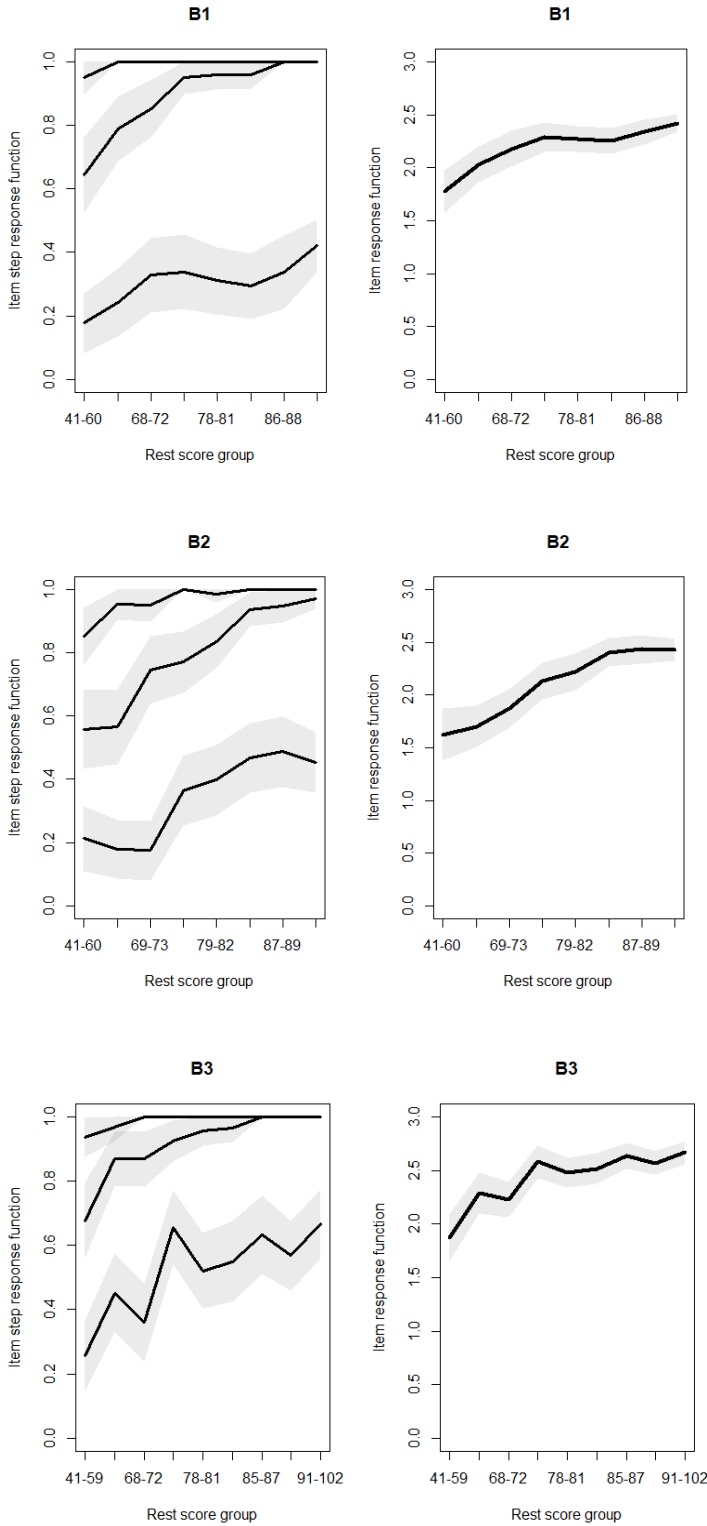 B1
Item step response function
0.0 0.2 0.4 0.6 0.8 1.0
41-60 68-72 78-81 86-88
Rest score group
B1
Item response function
0.0 0.5 1.0 1.5 2.0 2.5 3.0
41-60 68-72 78-81 86-88
Rest score group
B2
Item step response function
0.0 0.2 0.4 0.6 0.8 1.0
41-60 69-73 79-82 87-89
Rest score group
B2
Item response function
0.0 0.5 1.0 1.5 2.0 2.5 3.0
41-60 69-73 79-82 87-89
Rest score group
B3
Item step response function
0.0 0.2 0.4 0.6 0.8 1.0
41-59 68-72 78-81 85-87 91-102
Rest score group
B3
Item response function
0.0 0.5 1.0 1.5 2.0 2.5 3.0
41-59 68-72 78-81 85-87 91-102
Rest score group